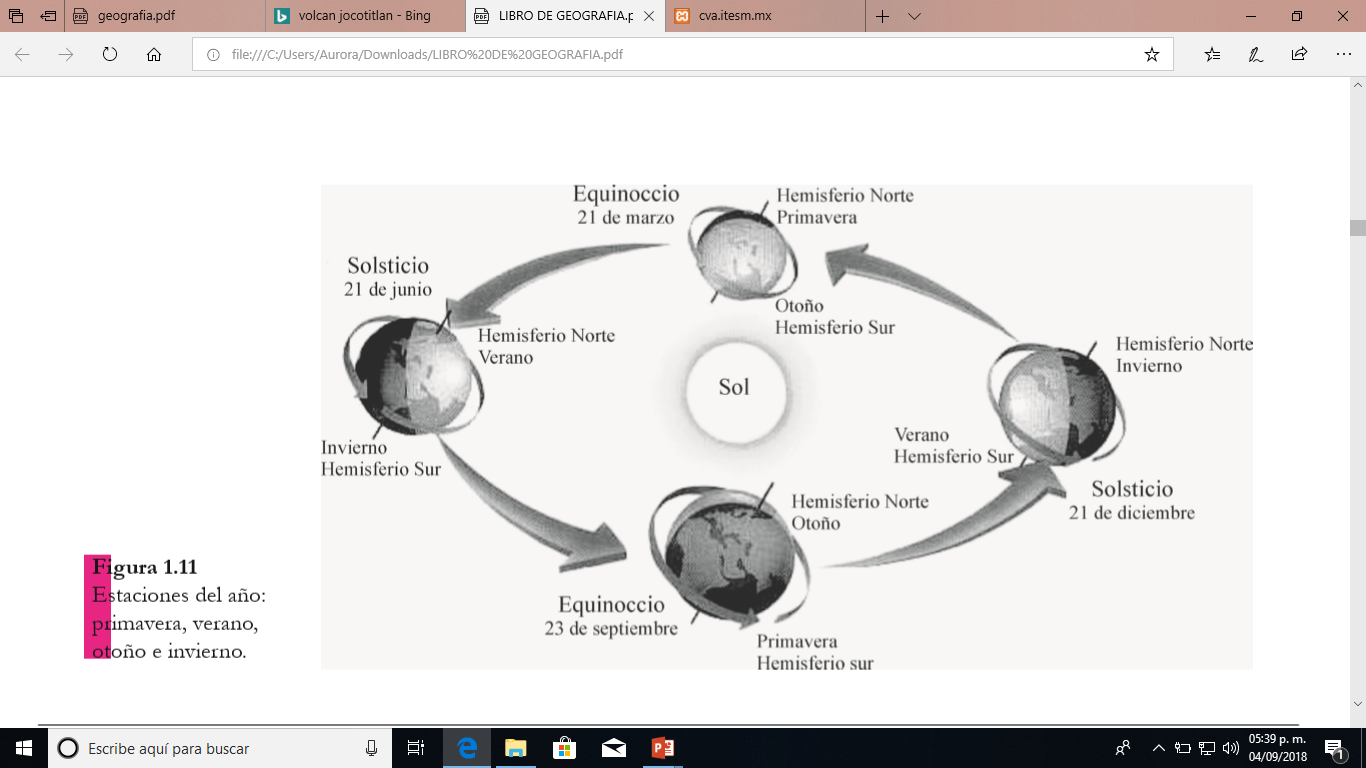 geografia.pdf
volcan jocotitlan - Bing
LIBRO DE GEOGRAFIA.p
cva.itesm.mx
file:///C:/Users/Aurora/Downloads/LIBRO%20DE%20GEOGRAFIA.pdf
Equinoccio
21 de marzo
Hemisferio Norte
Primavera
Solsticio
21 de junio
Otoño
Hemisferio Sur
Hemisferio Norte
Verano
Hemisferio Norte
Invierno
Sol
Invierno
Hemisferio Sur
Verano
Hemisferio Sur
Solsticio
21 de diciembre
Hemisferio Norte
Otoño
Equinoccio
23 de septiembre
Primavera
Hemisferio sur
Figura 1.11
Estaciones del año:
primavera, verano,
otoño e invierno.
Escribe aquí para buscar
05:39 p. m.
04/09/2018
1